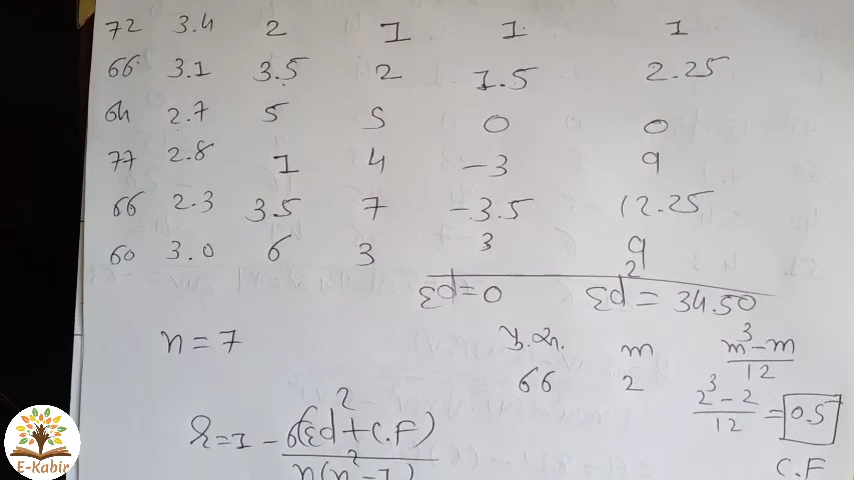 72 3.4 2 1 1. 1
66 3.1 3.5 2 1.5 2.25
64 2.7 5 5 0 0
77 2.8 1 4 -3 9
66 2.3 3.5 7 -3.5 12.25
60 3.0 6 3 3 9
Σd=0 Σd² = 34.50
n = 7
પુ.અ. m m³-m/12
66 2 2³-2/12 = 0.5
r = 1 - 6(Σd²+C.F)/n(n²-1)
C.F
E-Kabir